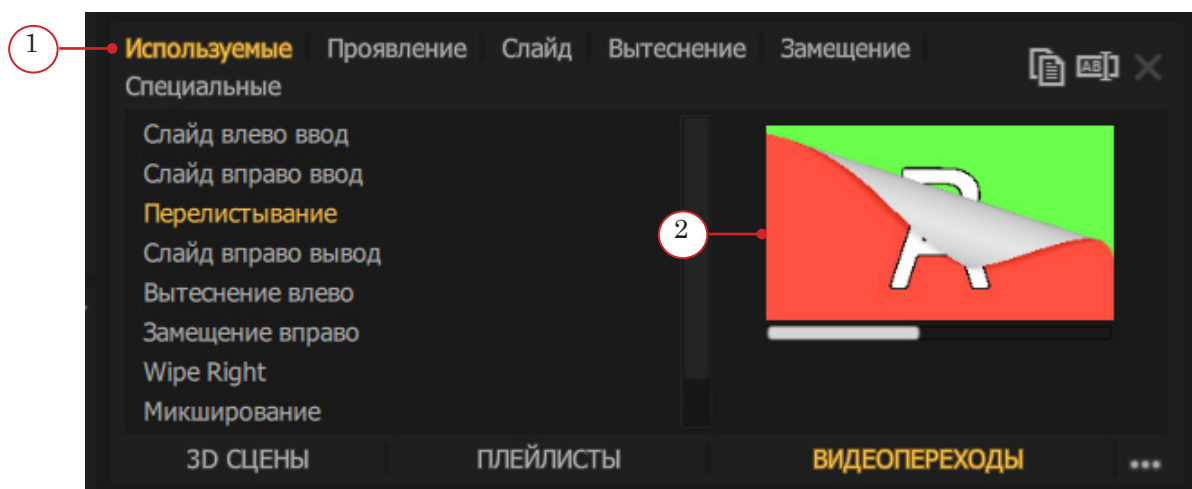 1
Используемые Проявление Слайд Вытеснение Замещение
AB
Специальные
Слайд влево ввод
Слайд вправо ввод
Перелистывание
Слайд вправо вывод
Вытеснение влево
Замещение вправо
Wipe Right
Микширование
2
3D СЦЕНЫ ПЛЕЙЛИСТЫ ВИДЕОПЕРЕХОДЫ •••